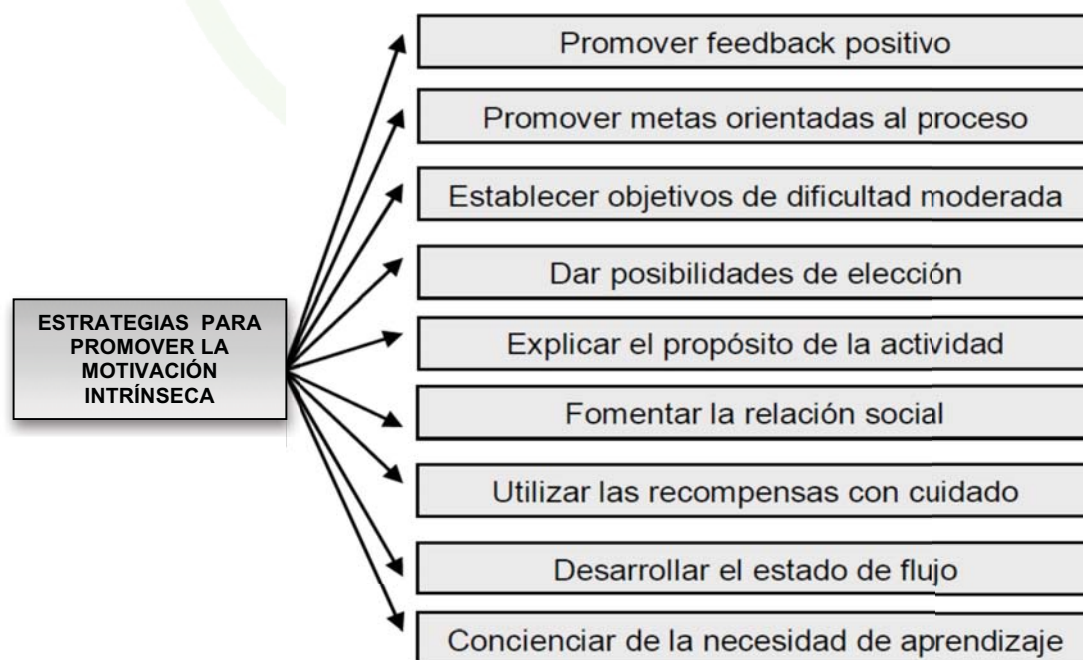 Promover feedback positivo
Promover metas orientadas al proceso
Establecer objetivos de dificultad moderada
Dar posibilidades de elección
ESTRATEGIAS PARA
PROMOVER LA
MOTIVACIÓN
INTRÍNSECA
Explicar el propósito de la actividad
Fomentar la relación social
Utilizar las recompensas con cuidado
Desarrollar el estado de flujo
Concienciar de la necesidad de aprendizaje